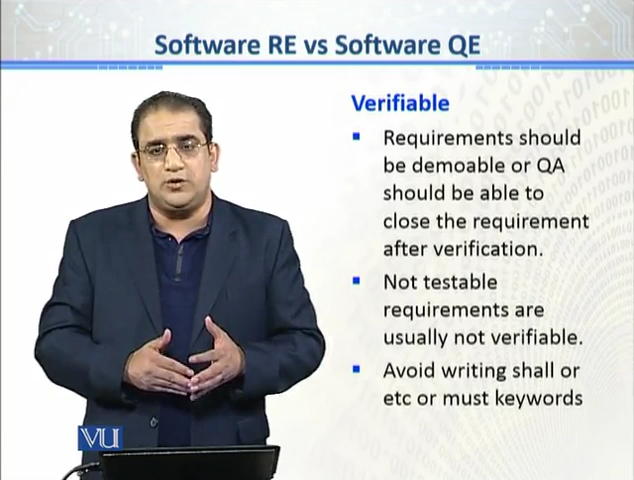 Software RE vs Software QE
Verifiable
Requirements should
be demoable or QA
should be able to
close the requirement
after verification.
Not testable
requirements are
usually not verifiable.
Avoid writing shall or
etc or must keywords
VU